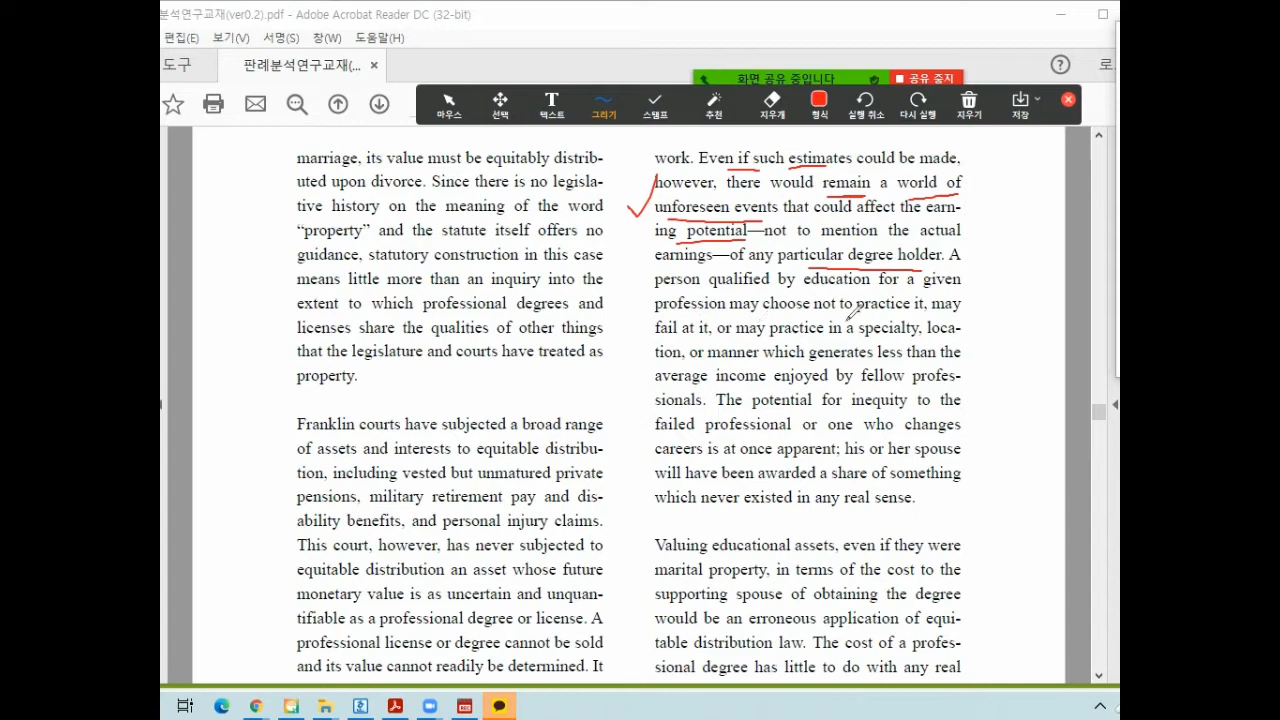 분석연구교재(ver0.2).pdf - Adobe Acrobat Reader DC (32-bit)
편집(E) 보기(V) 서명(S) 창(W) 도움말(H)
도구 판례분석연구교재(... × ? 로
화면 공유 중입니다 공유 중지
마우스 선택 텍스트 그리기 스탬프 추천 지우개 형식 실행 취소 다시 실행 지우기 저장
marriage, its value must be equitably distrib-
uted upon divorce. Since there is no legisla-
tive history on the meaning of the word
“property” and the statute itself offers no
guidance, statutory construction in this case
means little more than an inquiry into the
extent to which professional degrees and
licenses share the qualities of other things
that the legislature and courts have treated as
property.
Franklin courts have subjected a broad range
of assets and interests to equitable distribu-
tion, including vested but unmatured private
pensions, military retirement pay and dis-
ability benefits, and personal injury claims.
This court, however, has never subjected to
equitable distribution an asset whose future
monetary value is as uncertain and unquan-
tifiable as a professional degree or license. A
professional license or degree cannot be sold
and its value cannot readily be determined. It
work. Even if such estimates could be made,
however, there would remain a world of
unforeseen events that could affect the earn-
ing potential—not to mention the actual
earnings—of any particular degree holder. A
person qualified by education for a given
profession may choose not to practice it, may
fail at it, or may practice in a specialty, loca-
tion, or manner which generates less than the
average income enjoyed by fellow profes-
sionals. The potential for inequity to the
failed professional or one who changes
careers is at once apparent; his or her spouse
will have been awarded a share of something
which never existed in any real sense.
Valuing educational assets, even if they were
marital property, in terms of the cost to the
supporting spouse of obtaining the degree
would be an erroneous application of equi-
table distribution law. The cost of a profes-
sional degree has little to do with any real